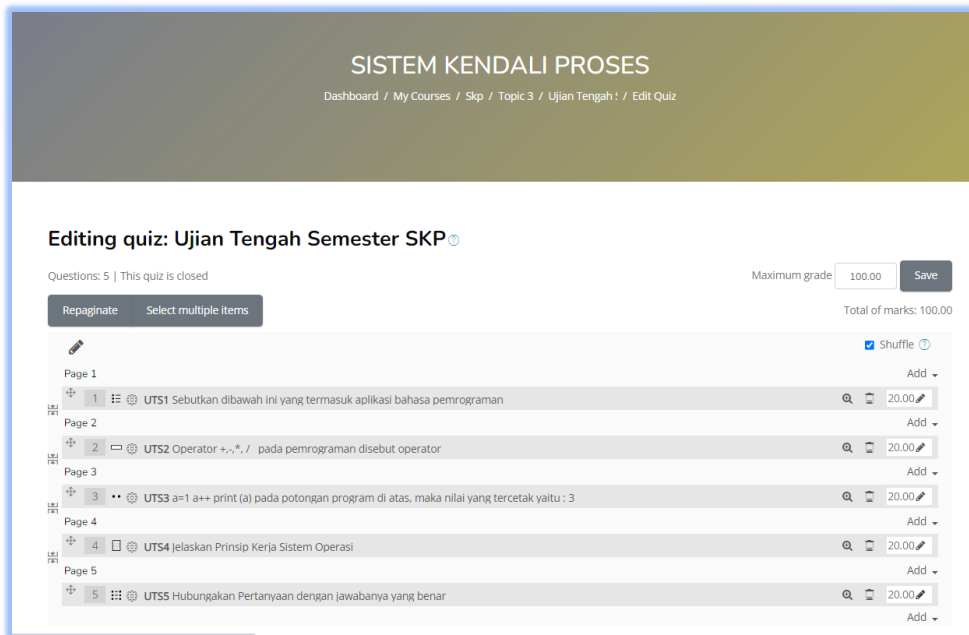 SISTEM KENDALI PROSES
Dashboard / My Courses / Skp / Topic 3 / Ujian Tengah S / Edit Quiz
Editing quiz: Ujian Tengah Semester SKP
Questions: 5 | This quiz is closed
Maximum grade 100.00 Save
Repaginate Select multiple items
Total of marks: 100.00
Shuffle
Page 1 Add
1 UTS1 Sebutkan dibawah ini yang termasuk aplikasi bahasa pemrograman 20.00
Page 2 Add
2 UTS2 Operator +,-,*, / pada pemrograman disebut operator 20.00
Page 3 Add
3 UTS3 a=1 a++ print (a) pada potongan program di atas, maka nilai yang tercetak yaitu : 3 20.00
Page 4 Add
4 UTS4 Jelaskan Prinsip Kerja Sistem Operasi 20.00
Page 5 Add
5 UTS5 Hubungakan Pertanyaan dengan jawabanya yang benar 20.00
Add